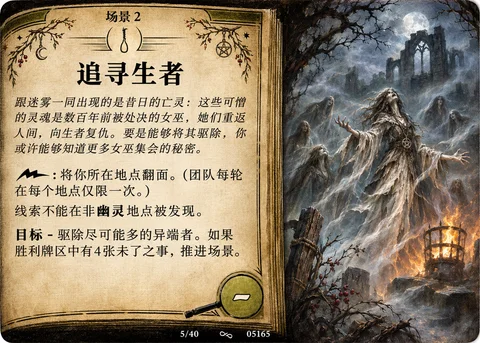 场景 2
追寻生者
跟迷雾一同出现的是昔日的亡灵：这些可憎
的灵魂是数百年前被处决的女巫，她们重返
人间，向生者复仇。要是能够将其驱除，你
或许能够知道更多女巫集会的秘密。
：将你所在地点翻面。(团队每轮
在每个地点仅限一次。)
线索不能在非幽灵地点被发现。
目标 - 驱除尽可能多的异端者。如果
胜利牌区中有4张未了之事，推进场景。
-
5/40 05165